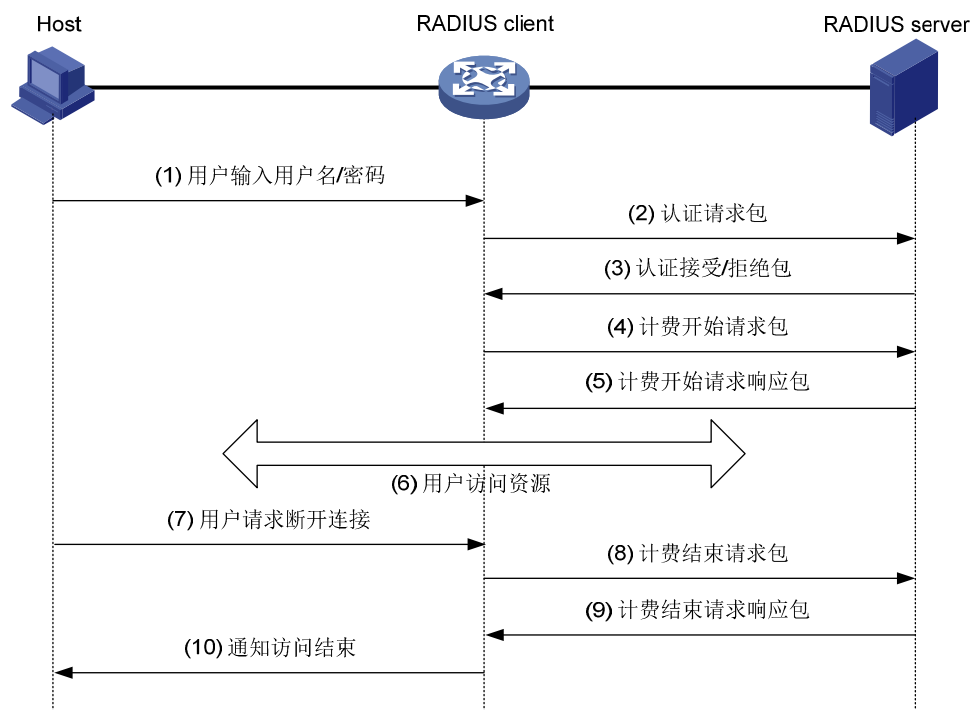 Host
RADIUS client
RADIUS server
(1) 用户输入用户名/密码
(2) 认证请求包
(3) 认证接受/拒绝包
(4) 计费开始请求包
(5) 计费开始请求响应包
(6) 用户访问资源
(7) 用户请求断开连接
(8) 计费结束请求包
(9) 计费结束请求响应包
(10) 通知访问结束